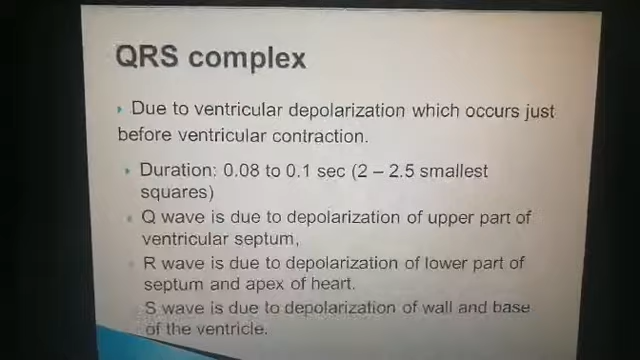 QRS complex
Due to ventricular depolarization which occurs just
before ventricular contraction.
Duration: 0.08 to 0.1 sec (2 – 2.5 smallest
squares)
Q wave is due to depolarization of upper part of
ventricular septum,
R wave is due to depolarization of lower part of
septum and apex of heart.
S wave is due to depolarization of wall and base
of the ventricle.